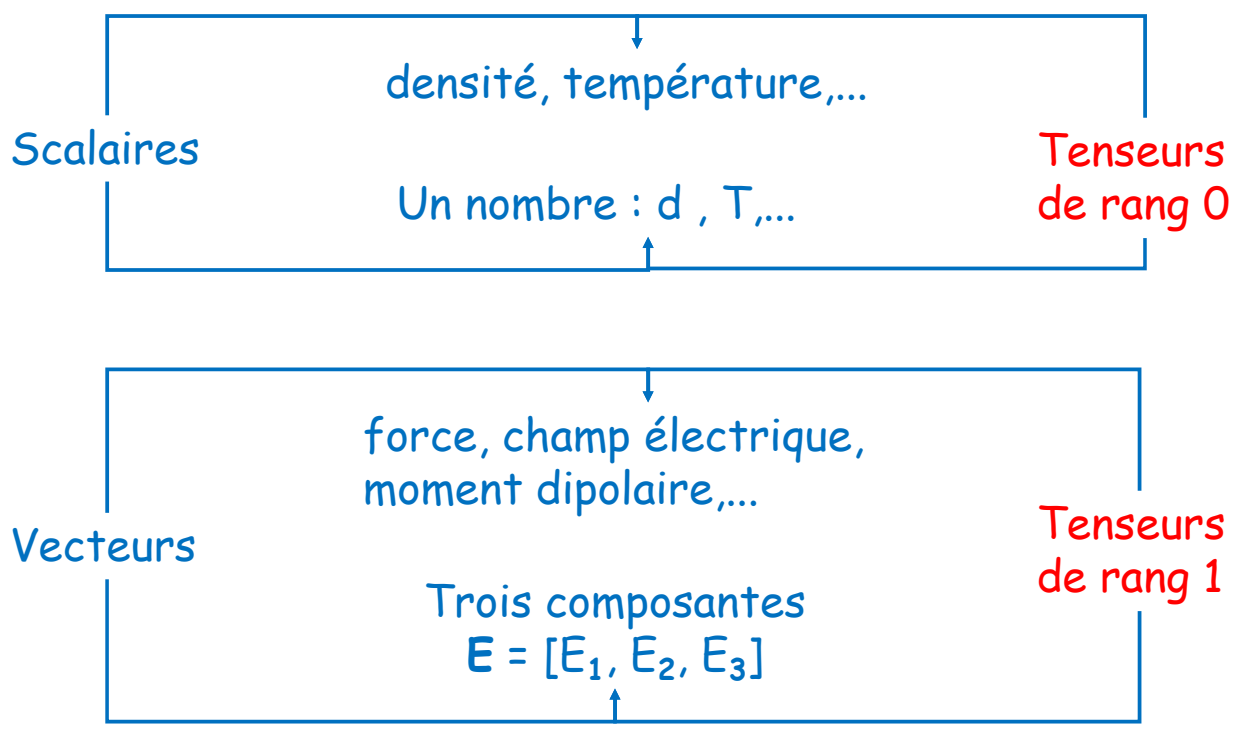 densité, température,...
Scalaires
Un nombre : d , T,...
Tenseurs
de rang 0
force, champ électrique,
moment dipolaire,...
Vecteurs
Trois composantes
E = [E₁, E₂, E₃]
Tenseurs
de rang 1